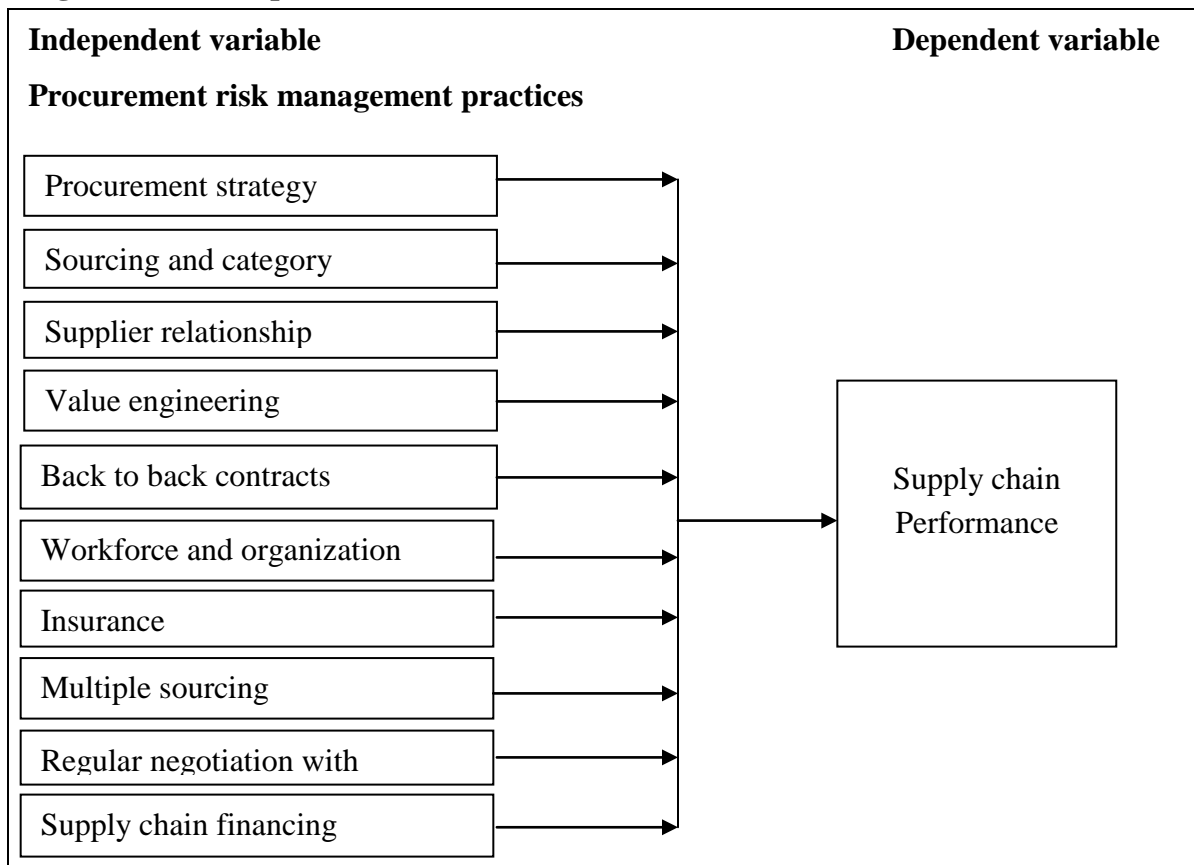 Independent variable Dependent variable
Procurement risk management practices
Procurement strategy
Sourcing and category
Supplier relationship
Value engineering
Back to back contracts
Workforce and organization
Insurance
Multiple sourcing
Regular negotiation with
Supply chain financing
Supply chain
Performance